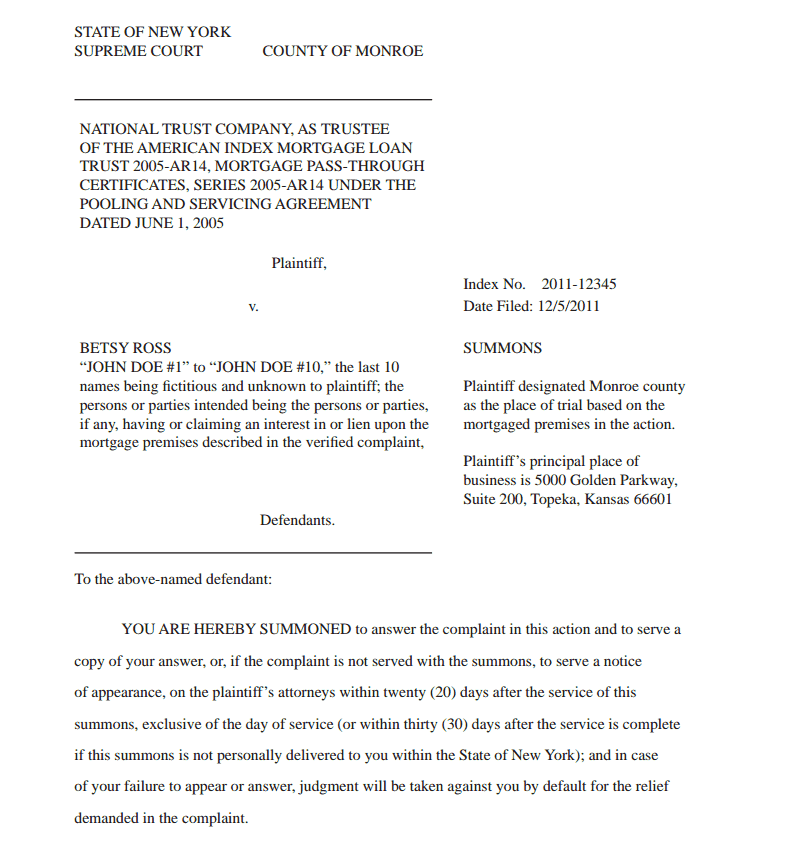 STATE OF NEW YORK
SUPREME COURT COUNTY OF MONROE
NATIONAL TRUST COMPANY, AS TRUSTEE
OF THE AMERICAN INDEX MORTGAGE LOAN
TRUST 2005-AR14, MORTGAGE PASS-THROUGH
CERTIFICATES, SERIES 2005-AR14 UNDER THE
POOLING AND SERVICING AGREEMENT
DATED JUNE 1, 2005
Plaintiff,
v.
BETSY ROSS
“JOHN DOE #1” to “JOHN DOE #10,” the last 10
names being fictitious and unknown to plaintiff; the
persons or parties intended being the persons or parties,
if any, having or claiming an interest in or lien upon the
mortgage premises described in the verified complaint,
Defendants.
Index No. 2011-12345
Date Filed: 12/5/2011
SUMMONS
Plaintiff designated Monroe county
as the place of trial based on the
mortgaged premises in the action.
Plaintiff’s principal place of
business is 5000 Golden Parkway,
Suite 200, Topeka, Kansas 66601
To the above-named defendant:
YOU ARE HEREBY SUMMONED to answer the complaint in this action and to serve a
copy of your answer, or, if the complaint is not served with the summons, to serve a notice
of appearance, on the plaintiff’s attorneys within twenty (20) days after the service of this
summons, exclusive of the day of service (or within thirty (30) days after the service is complete
if this summons is not personally delivered to you within the State of New York); and in case
of your failure to appear or answer, judgment will be taken against you by default for the relief
demanded in the complaint.